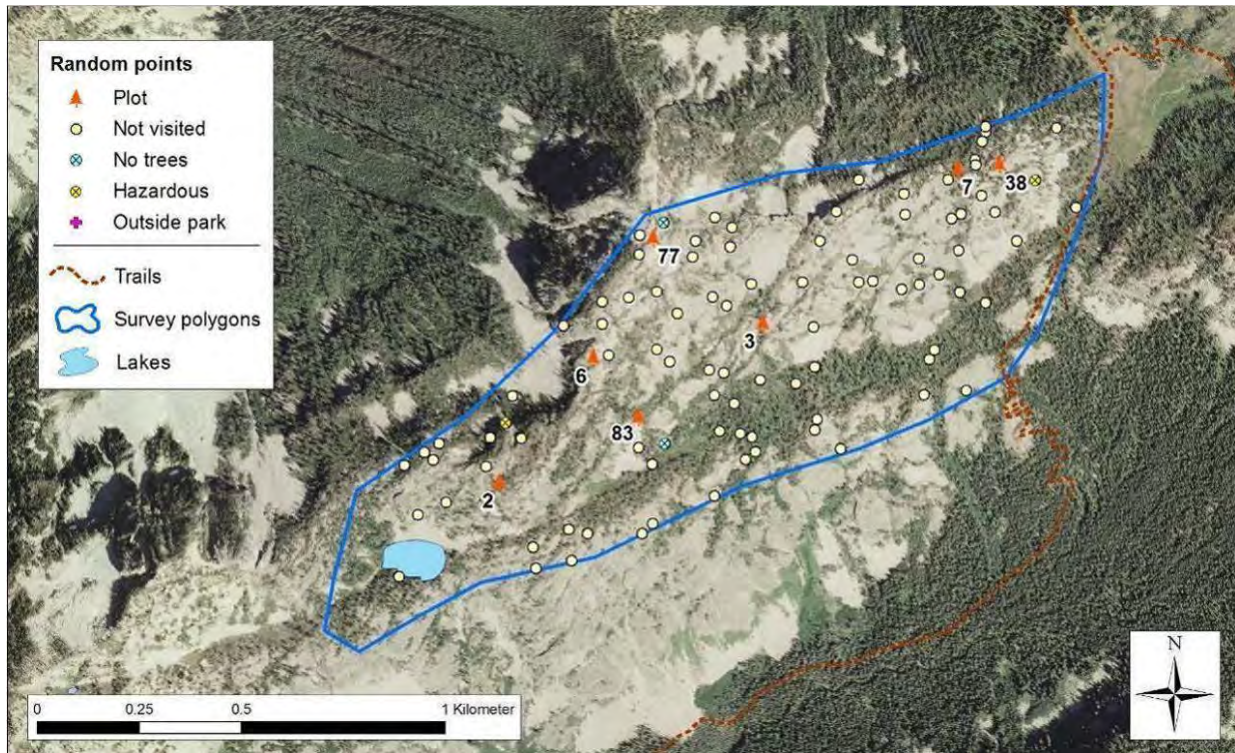 Random points
Plot
Not visited
No trees
Hazardous
Outside park
Trails
Survey polygons
Lakes
7
38
77
3
6
83
2
N
0 0.25 0.5 1 Kilometer